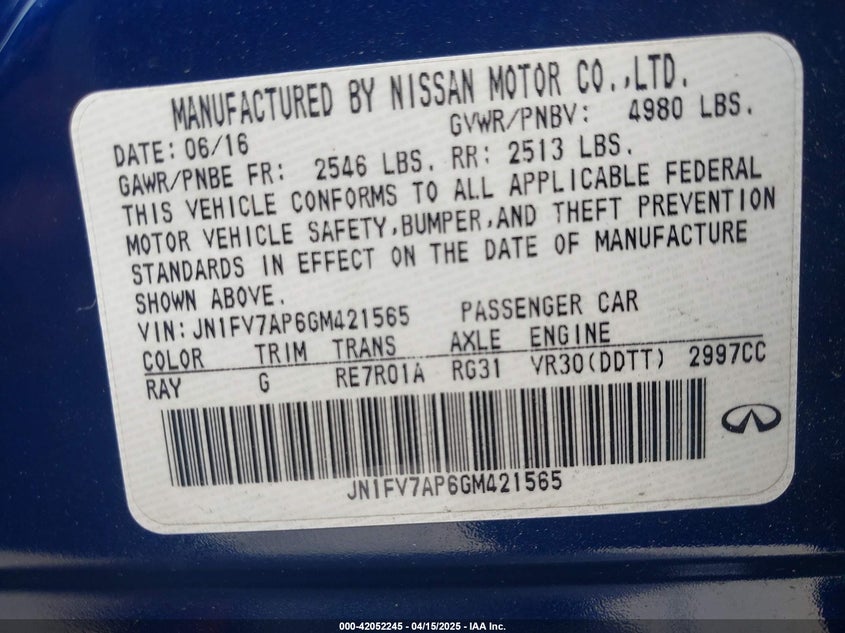 MANUFACTURED BY NISSAN MOTOR CO.,LTD.
DATE: 06/16 GVWR/PNBV: 4980 LBS.
GAWR/PNBE FR: 2546 LBS. RR: 2513 LBS.
THIS VEHICLE CONFORMS TO ALL APPLICABLE FEDERAL
MOTOR VEHICLE SAFETY,BUMPER,AND THEFT PREVENTION
STANDARDS IN EFFECT ON THE DATE OF MANUFACTURE
SHOWN ABOVE.
VIN:JN1FV7AP6GM421565 PASSENGER CAR
COLOR TRIM TRANS AXLE ENGINE
RAY G RE7R01A RG31 VR30(DDTT) 2997CC
JN1FV7AP6GM421565
000-42052245 - 04/15/2025 - IAA Inc.